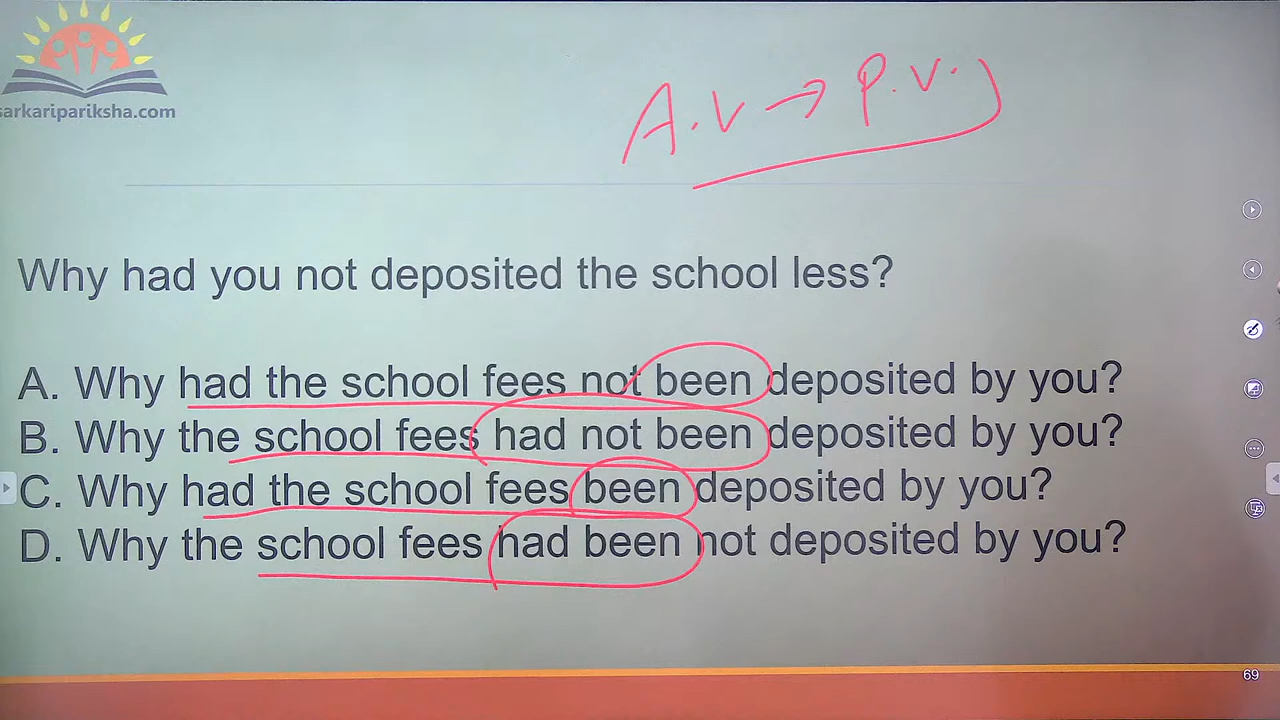 sarkaripariksha.com
A.V → P.V.
Why had you not deposited the school less?
A. Why had the school fees not been deposited by you?
B. Why the school fees had not been deposited by you?
C. Why had the school fees been deposited by you?
D. Why the school fees had been not deposited by you?
69